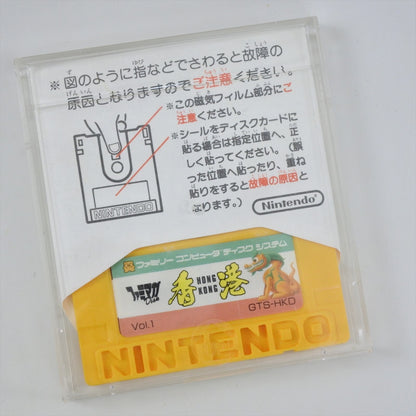 ※図のように指などでさわると故障の
原因となりますのでご注意ください。
※この磁気フィルム部分にご
注意ください。
※シールをディスクカードに
貼る場合は指定位置へ、正
しく貼ってください。(誤
った位置へ貼ったり、重ね
貼りをすると故障の原因と
なります。)
NINTENDO
Nintendo
ファミリー コンピュータ ディスク システム
ファミマガ
Disk
香港
HONG
KONG
Vol.1
GTS-HKD
NINTENDO